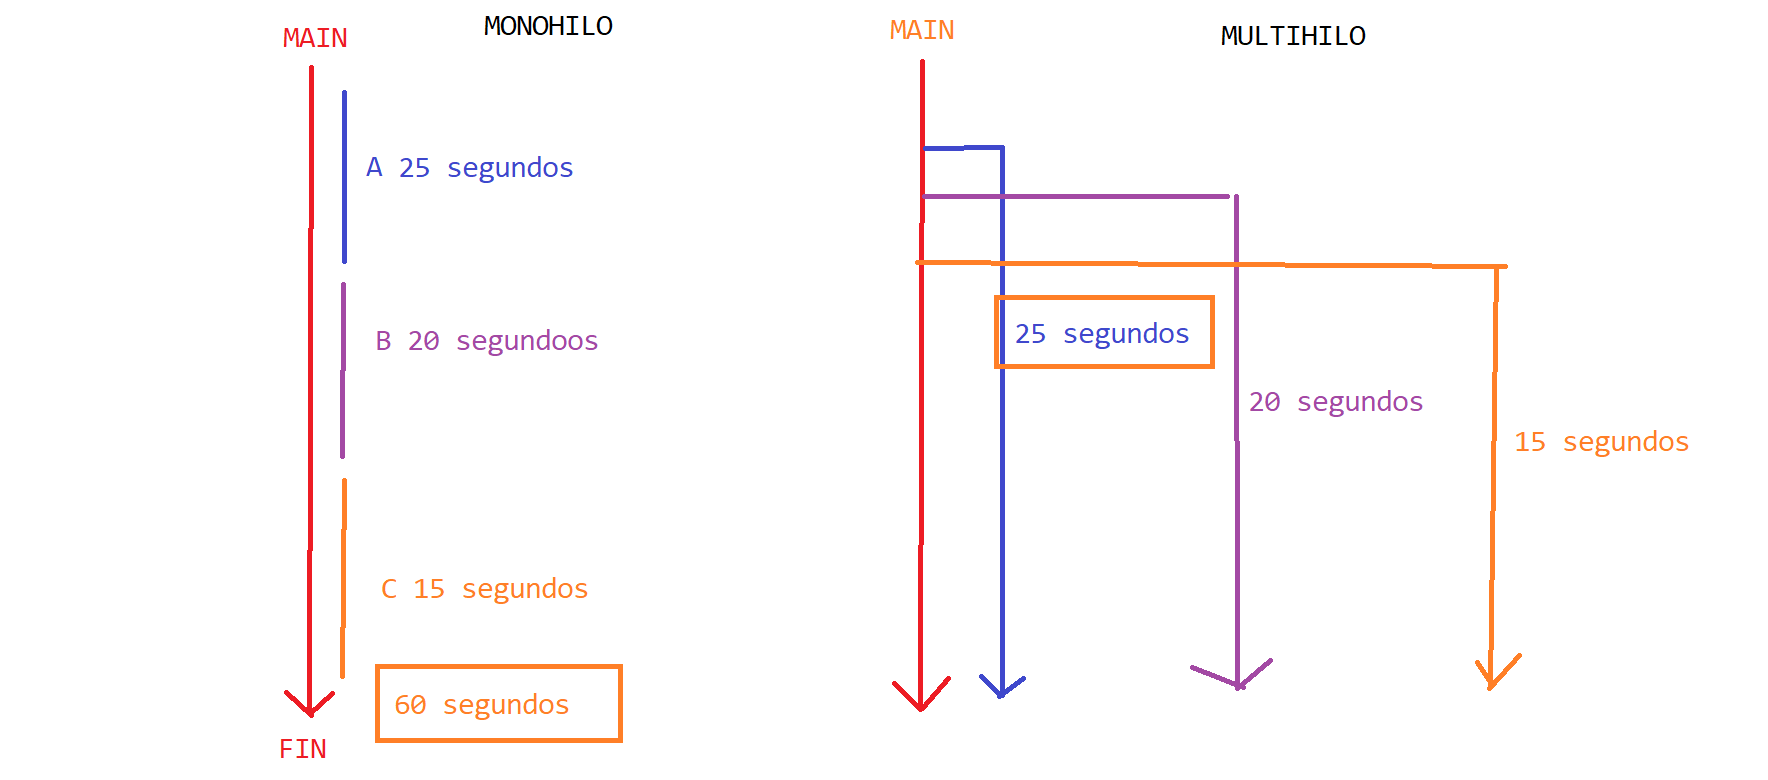 MONOHILO
MAIN
A 25 segundos
B 20 segundoos
C 15 segundos
60 segundos
FIN
MAIN
MULTIHILO
25 segundos
20 segundos
15 segundos